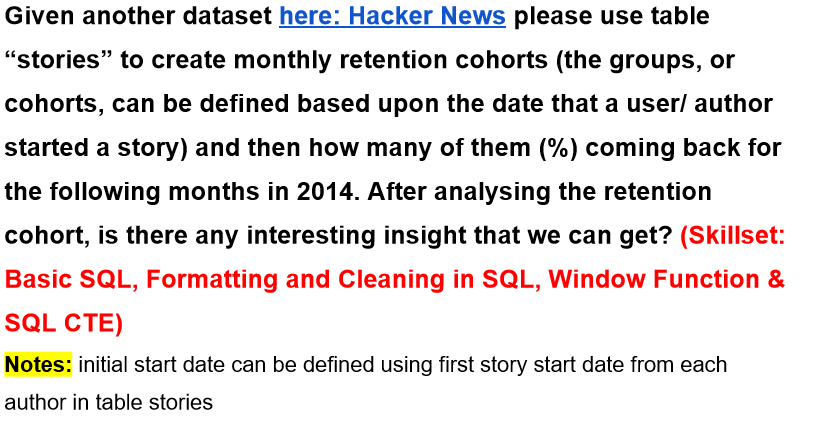 Given another dataset here: Hacker News please use table
“stories” to create monthly retention cohorts (the groups, or
cohorts, can be defined based upon the date that a user/ author
started a story) and then how many of them (%) coming back for
the following months in 2014. After analysing the retention
cohort, is there any interesting insight that we can get? (Skillset:
Basic SQL, Formatting and Cleaning in SQL, Window Function &
SQL CTE)
Notes: initial start date can be defined using first story start date from each
author in table stories